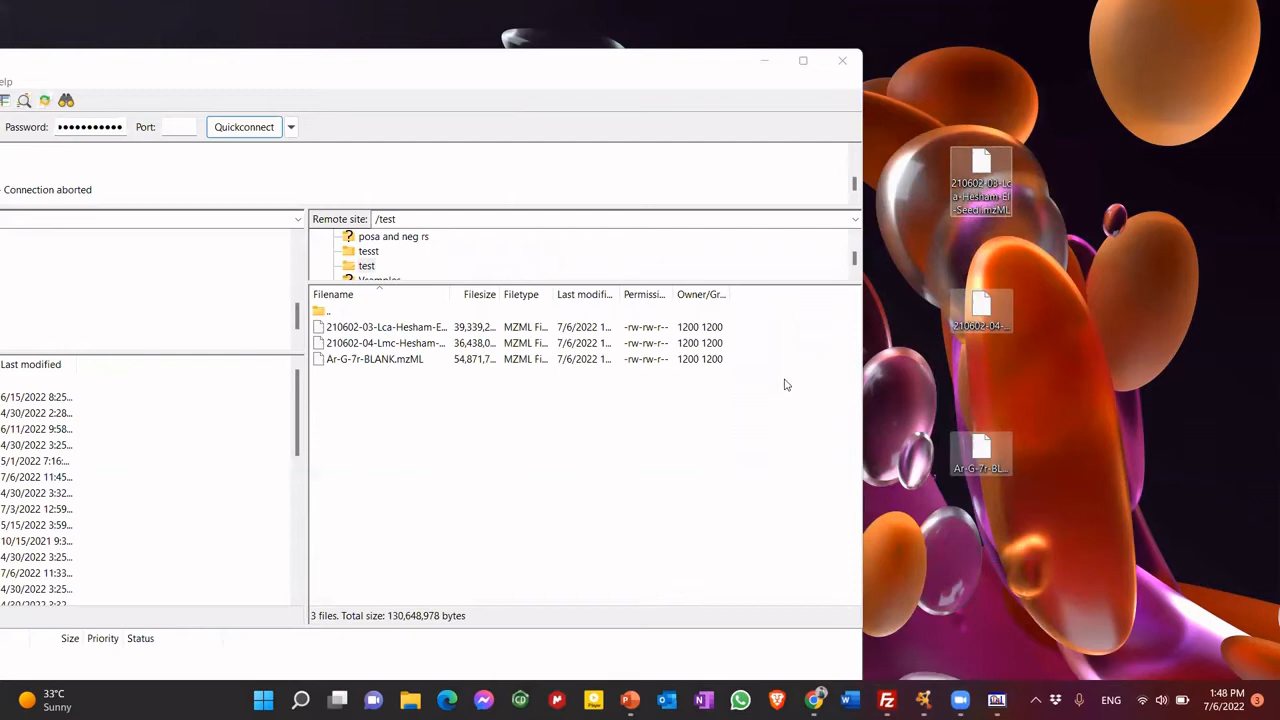 elp
Password: ●●●●●●●●●●● Port: Quickconnect
- Connection aborted
Remote site: /test
posa and neg rs
tesst
test
Filename Filesize Filetype Last modifi... Permissi... Owner/Gr...
..
210602-03-Lca-Hesham-E... 39,339,2... MZML Fi... 7/6/2022 1... -rw-rw-r-- 1200 1200
210602-04-Lmc-Hesham-... 36,438,0... MZML Fi... 7/6/2022 1... -rw-rw-r-- 1200 1200
Ar-G-7r-BLANK.mzML 54,871,7... MZML Fi... 7/6/2022 1... -rw-rw-r-- 1200 1200
3 files. Total size: 130,648,978 bytes
Last modified
6/15/2022 8:25...
4/30/2022 2:28...
6/11/2022 9:58...
4/30/2022 3:25...
5/1/2022 7:16:...
7/6/2022 11:45...
4/30/2022 3:32...
7/3/2022 12:59...
5/15/2022 3:59...
10/15/2021 9:3...
4/30/2022 3:25...
7/6/2022 11:33...
4/30/2022 3:25...
Size Priority Status
210602-03-Lc
a-Hesham-El
-Seedi.mzML
210602-04-...
Ar-G-7r-BL...
33°C
Sunny
ENG
1:48 PM
7/6/2022
3